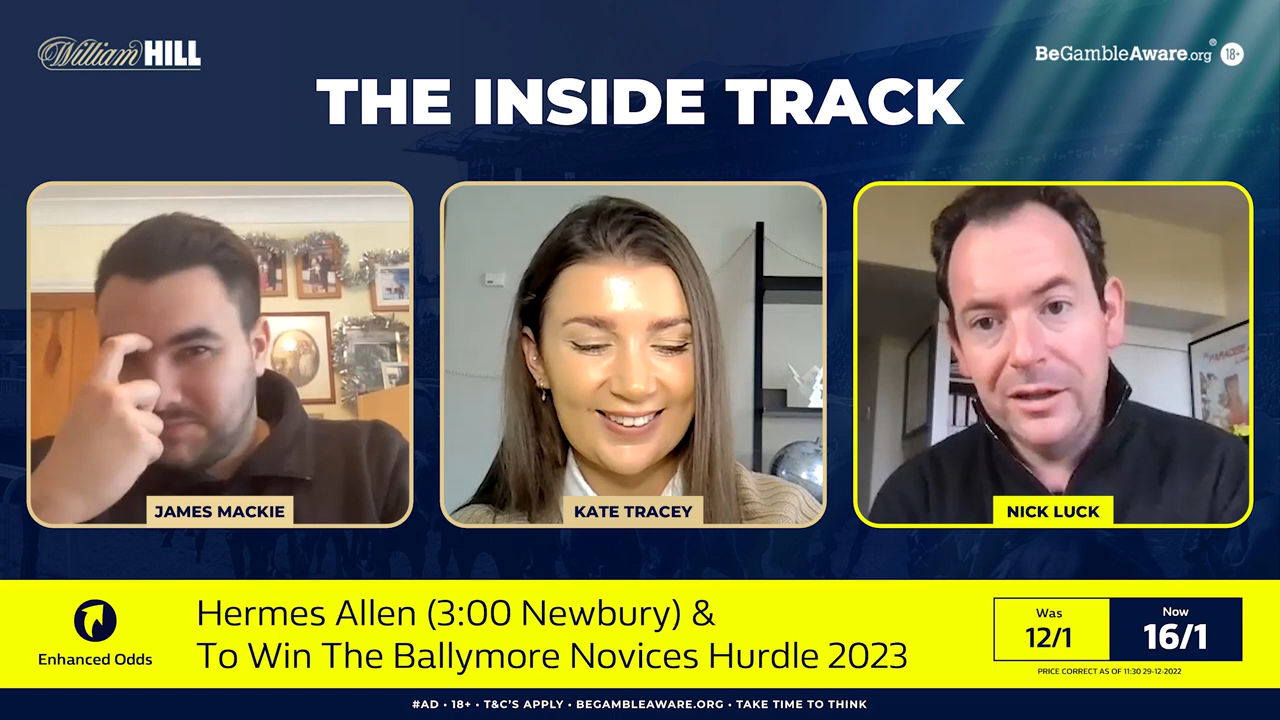 William HILL
BeGambleAware.org® 18+
THE INSIDE TRACK
JAMES MACKIE
KATE TRACEY
NICK LUCK
Enhanced Odds
Hermes Allen (3:00 Newbury) &
To Win The Ballymore Novices Hurdle 2023
Was
12/1
Now
16/1
PRICE CORRECT AS OF 11:30 29-12-2022
#AD • 18+ • T&C'S APPLY • BEGAMBLEAWARE.ORG • TAKE TIME TO THINK